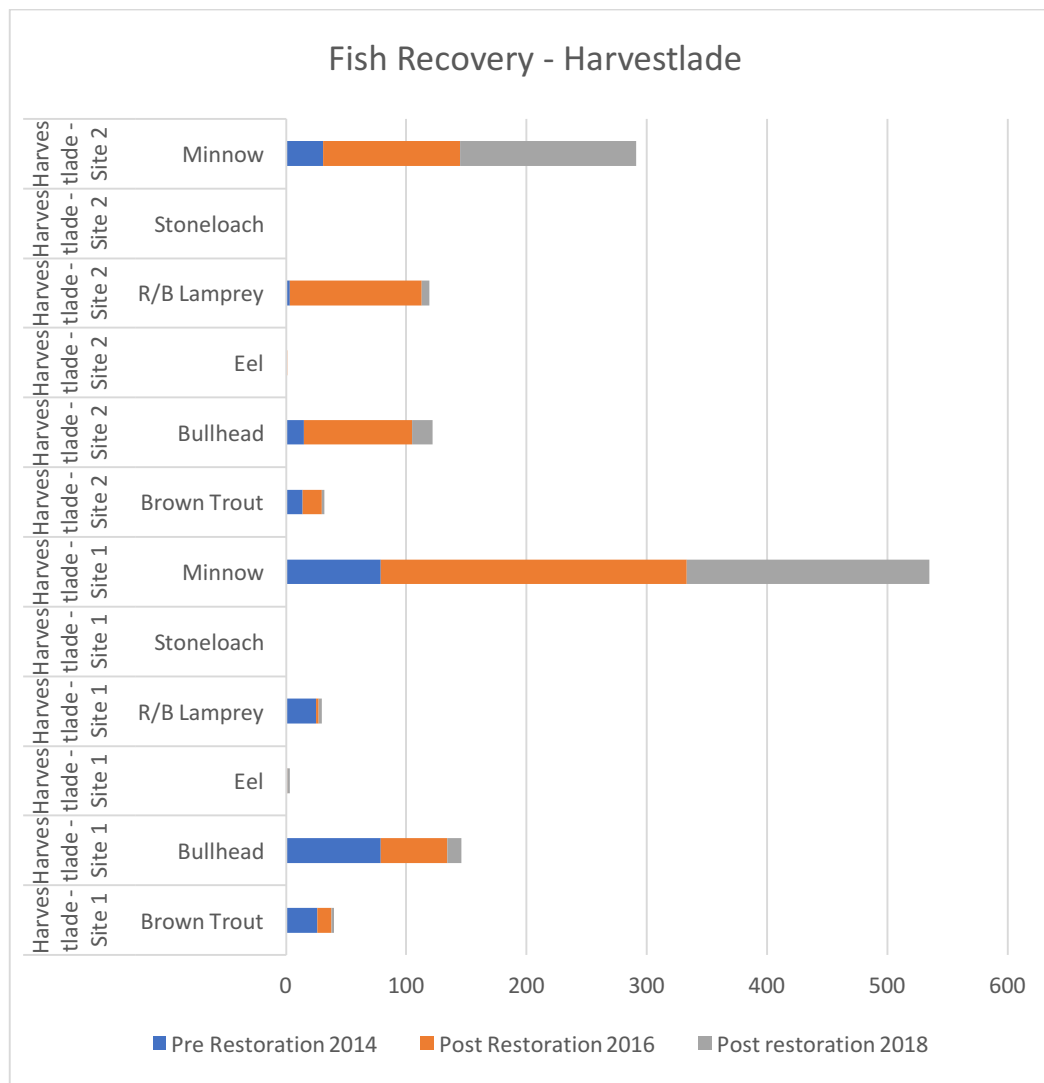 Fish Recovery - Harvestlade
Harves
tlade -
Site 2
Minnow
Harves
tlade -
Site 2
Stoneloach
Harves
tlade -
Site 2
R/B Lamprey
Harves
tlade -
Site 2
Eel
Harves
tlade -
Site 2
Bullhead
Harves
tlade -
Site 2
Brown Trout
Harves
tlade -
Site 1
Minnow
Harves
tlade -
Site 1
Stoneloach
Harves
tlade -
Site 1
R/B Lamprey
Harves
tlade -
Site 1
Eel
Harves
tlade -
Site 1
Bullhead
Harves
tlade -
Site 1
Brown Trout
0 100 200 300 400 500 600
Pre Restoration 2014 Post Restoration 2016 Post restoration 2018